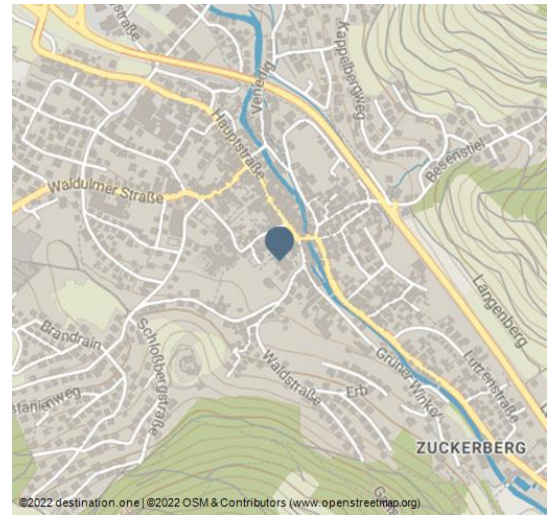 Venedig
Kappelbergweg
Hauptstraße
Besenstiel
Waldulmer Straße
Langenberg
Brandrain
Schloßbergstraße
Waldstraße
Grüner Winkel
Lutzenstraße
Erb
ZUCKERBERG
©2022 destination.one | ©2022 OSM & Contributors (www.openstreetmap.org)